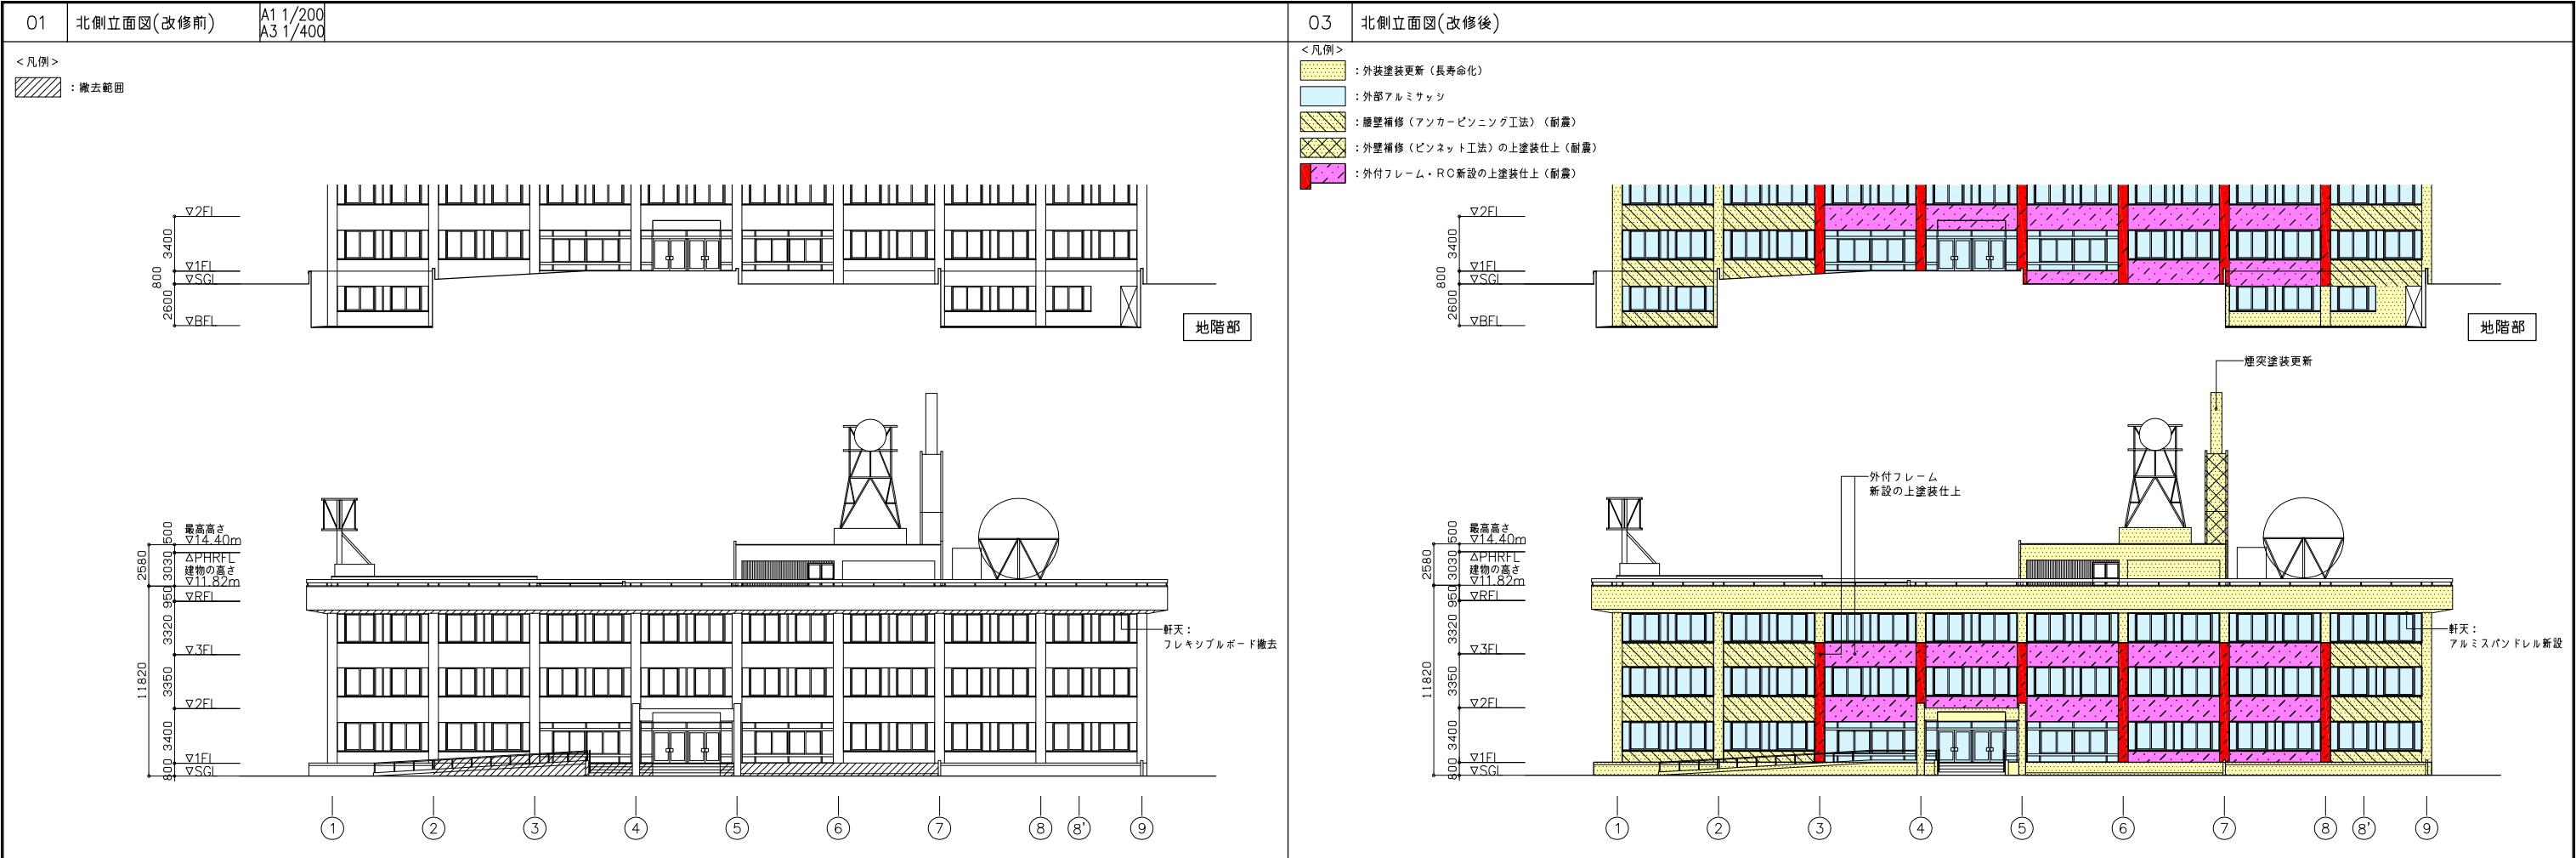 01 北側立面図(改修前) A1 1/200
A3 1/400
<凡例>
：撤去範囲
▽2FL
3400
▽1FL
800
▽SGL
2600
▽BFL
地階部
最高高さ
▽14.40m
500
△PHRFL
3030
2580
建物の高さ
▽11.82m
950
▽RFL
3320
▽3FL
3350
11820
▽2FL
3400
▽1FL
800
▽SGL
軒天：
フレキシブルボード撤去
1 2 3 4 5 6 7 8 8' 9
03 北側立面図(改修後)
<凡例>
：外装塗装更新（長寿命化）
：外部アルミサッシ
：腰壁補修（アンカーピンニング工法）（耐震）
：外壁補修（ピンネット工法）の上塗装仕上（耐震）
：外付フレーム・RC新設の上塗装仕上（耐震）
▽2FL
3400
▽1FL
800
▽SGL
2600
▽BFL
地階部
煙突塗装更新
外付フレーム
新設の上塗装仕上
最高高さ
▽14.40m
500
△PHRFL
3030
2580
建物の高さ
▽11.82m
950
▽RFL
3320
▽3FL
3350
11820
▽2FL
3400
▽1FL
800
▽SGL
軒天：
アルミスパンドレル新設
1 2 3 4 5 6 7 8 8' 9